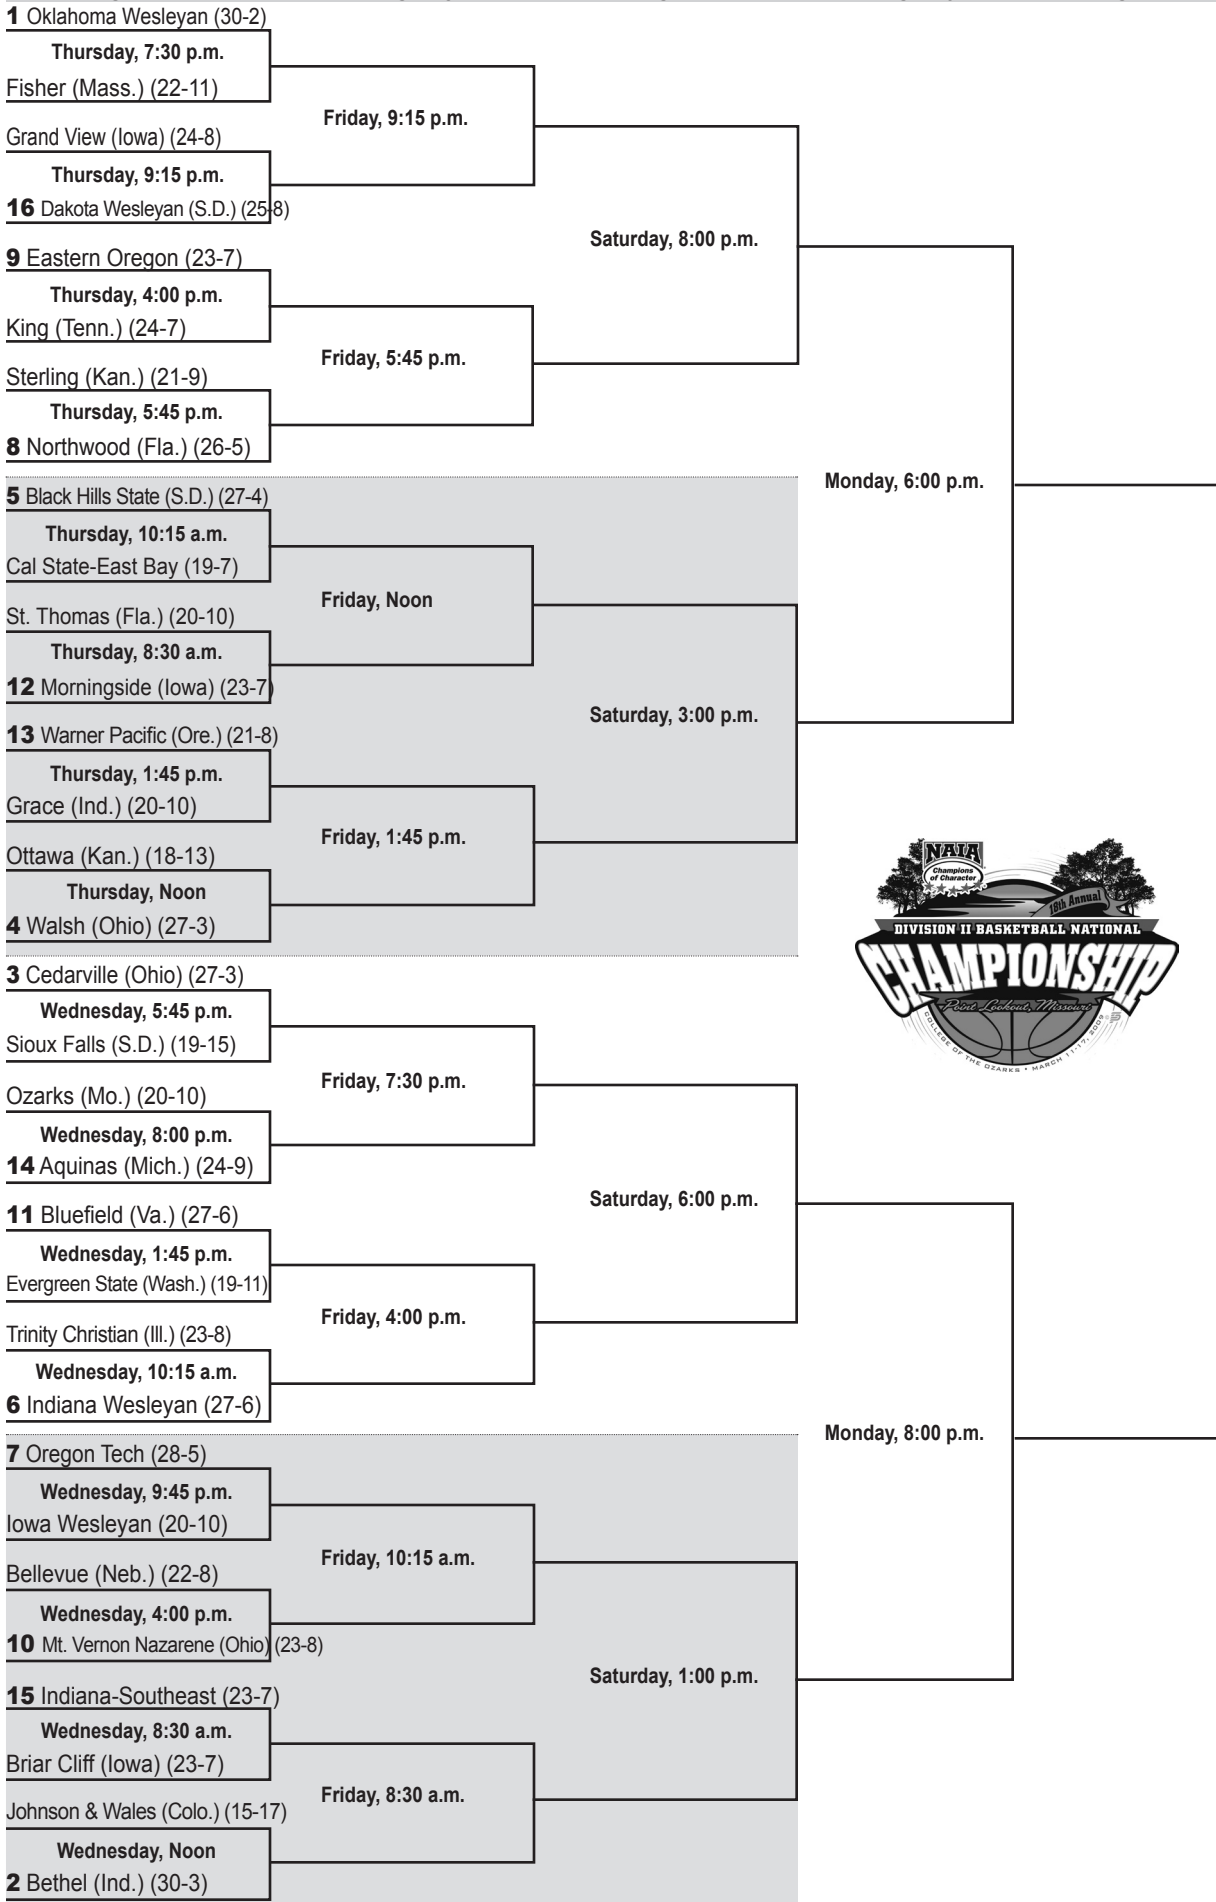 1 Oklahoma Wesleyan (30-2)
Thursday, 7:30 p.m.
Fisher (Mass.) (22-11)
Friday, 9:15 p.m.
Grand View (Iowa) (24-8)
Thursday, 9:15 p.m.
16 Dakota Wesleyan (S.D.) (25-8)
Saturday, 8:00 p.m.
9 Eastern Oregon (23-7)
Thursday, 4:00 p.m.
King (Tenn.) (24-7)
Friday, 5:45 p.m.
Sterling (Kan.) (21-9)
Thursday, 5:45 p.m.
8 Northwood (Fla.) (26-5)
Monday, 6:00 p.m.
5 Black Hills State (S.D.) (27-4)
Thursday, 10:15 a.m.
Cal State-East Bay (19-7)
Friday, Noon
St. Thomas (Fla.) (20-10)
Thursday, 8:30 a.m.
12 Morningside (Iowa) (23-7)
Saturday, 3:00 p.m.
13 Warner Pacific (Ore.) (21-8)
Thursday, 1:45 p.m.
Grace (Ind.) (20-10)
Friday, 1:45 p.m.
Ottawa (Kan.) (18-13)
Thursday, Noon
4 Walsh (Ohio) (27-3)
NAIA
Champions
of Character
18th Annual
DIVISION II BASKETBALL NATIONAL
CHAMPIONSHIP
Point Lookout, Missouri
COLLEGE OF THE OZARKS • MARCH 11-17, 2009
3 Cedarville (Ohio) (27-3)
Wednesday, 5:45 p.m.
Sioux Falls (S.D.) (19-15)
Friday, 7:30 p.m.
Ozarks (Mo.) (20-10)
Wednesday, 8:00 p.m.
14 Aquinas (Mich.) (24-9)
Saturday, 6:00 p.m.
11 Bluefield (Va.) (27-6)
Wednesday, 1:45 p.m.
Evergreen State (Wash.) (19-11)
Friday, 4:00 p.m.
Trinity Christian (Ill.) (23-8)
Wednesday, 10:15 a.m.
6 Indiana Wesleyan (27-6)
Monday, 8:00 p.m.
7 Oregon Tech (28-5)
Wednesday, 9:45 p.m.
Iowa Wesleyan (20-10)
Friday, 10:15 a.m.
Bellevue (Neb.) (22-8)
Wednesday, 4:00 p.m.
10 Mt. Vernon Nazarene (Ohio) (23-8)
Saturday, 1:00 p.m.
15 Indiana-Southeast (23-7)
Wednesday, 8:30 a.m.
Briar Cliff (Iowa) (23-7)
Friday, 8:30 a.m.
Johnson & Wales (Colo.) (15-17)
Wednesday, Noon
2 Bethel (Ind.) (30-3)